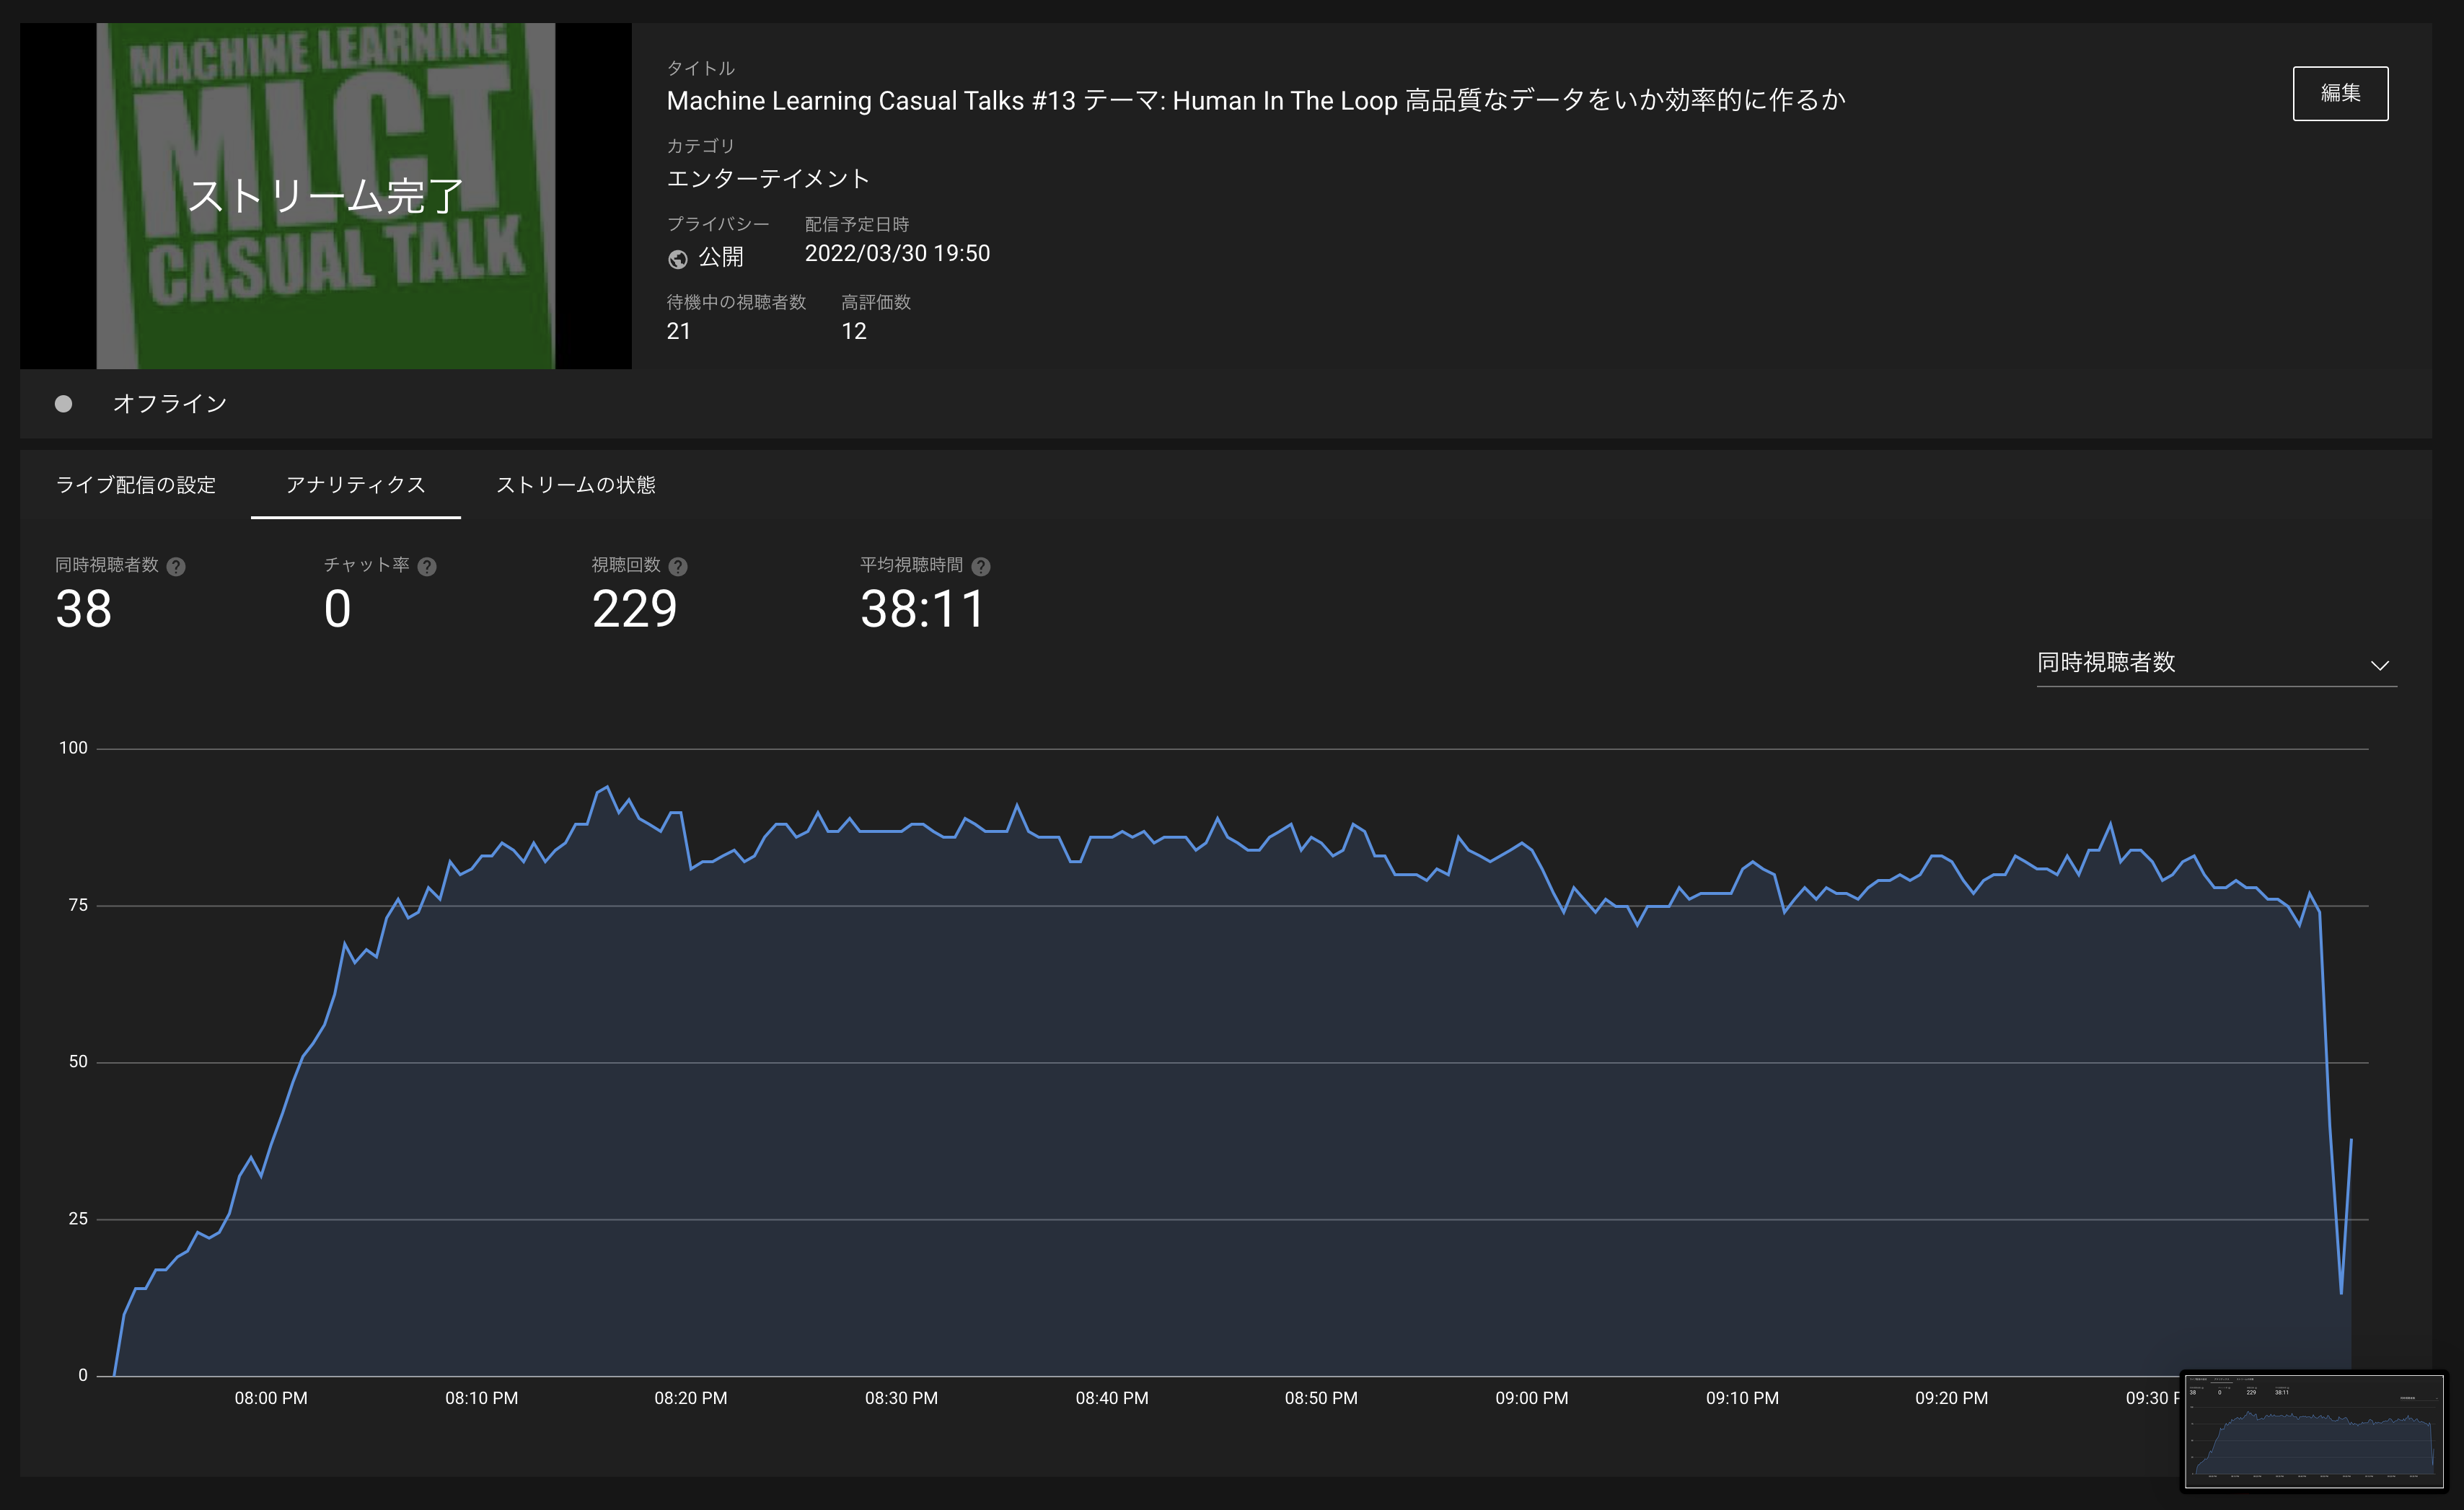 MACHINE LEARNING
MLCT
ストリーム完了
CASUAL TALK
タイトル
Machine Learning Casual Talks #13 テーマ: Human In The Loop 高品質なデータをいか効率的に作るか
編集
カテゴリ
エンターテイメント
プライバシー 配信予定日時
公開 2022/03/30 19:50
待機中の視聴者数 高評価数
21 12
オフライン
ライブ配信の設定 アナリティクス ストリームの状態
同時視聴者数 チャット率 視聴回数 平均視聴時間
38 0 229 38:11
同時視聴者数
100
75
50
25
0
08:00 PM 08:10 PM 08:20 PM 08:30 PM 08:40 PM 08:50 PM 09:00 PM 09:10 PM 09:20 PM 09:30
38 0 229 38:11